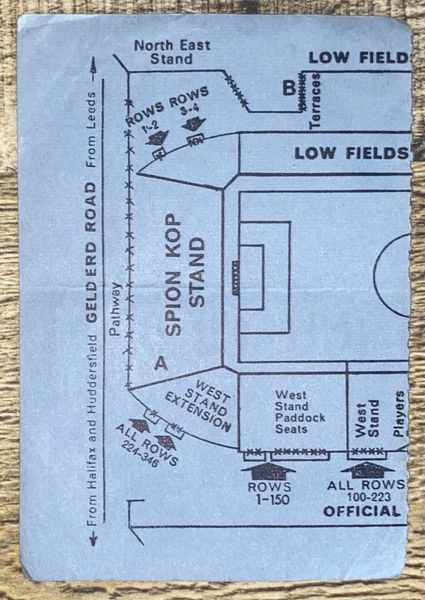 North East
Stand
LOW FIELDS
B
Terraces
ROWS
1-2
ROWS
3-4
LOW FIELDS
From Leeds
GELDERD ROAD
From Halifax and Huddersfield
Pathway
SPION KOP
STAND
A
WEST
STAND
EXTENSION
ALL ROWS
224-346
West
Stand
Paddock
Seats
West
Stand
Players
ROWS
1-150
ALL ROWS
100-223
OFFICIAL